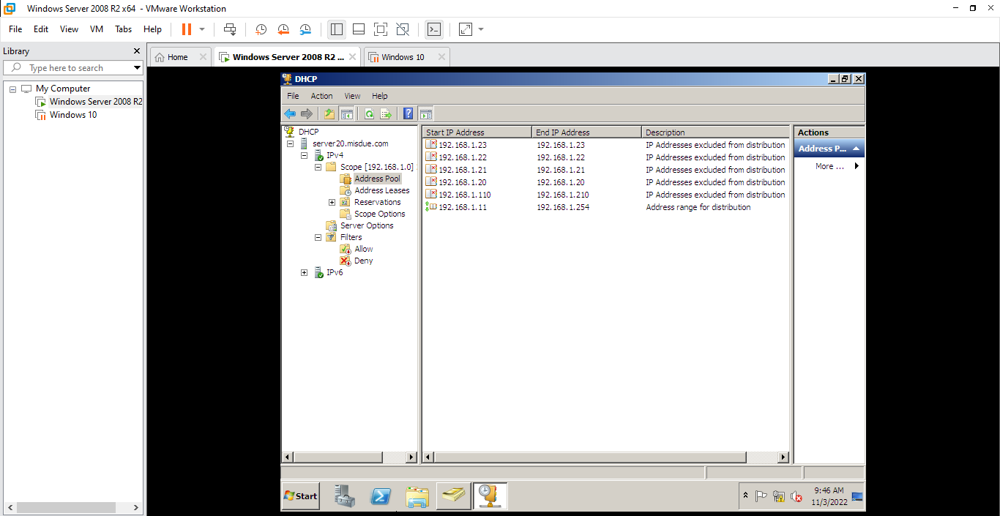 Windows Server 2008 R2 x64 - VMware Workstation
File Edit View VM Tabs Help
Library
Type here to search
My Computer
Windows Server 2008 R2
Windows 10
Home
Windows Server 2008 R2 ...
Windows 10
DHCP
File Action View Help
DHCP
server20.misdue.com
IPv4
Scope [192.168.1.0]
Address Pool
Address Leases
Reservations
Scope Options
Server Options
Filters
Allow
Deny
IPv6
Start IP Address End IP Address Description
192.168.1.23 192.168.1.23 IP Addresses excluded from distribution
192.168.1.22 192.168.1.22 IP Addresses excluded from distribution
192.168.1.21 192.168.1.21 IP Addresses excluded from distribution
192.168.1.20 192.168.1.20 IP Addresses excluded from distribution
192.168.1.110 192.168.1.210 IP Addresses excluded from distribution
192.168.1.11 192.168.1.254 Address range for distribution
Actions
Address P...
More ...
Start
9:46 AM
11/3/2022